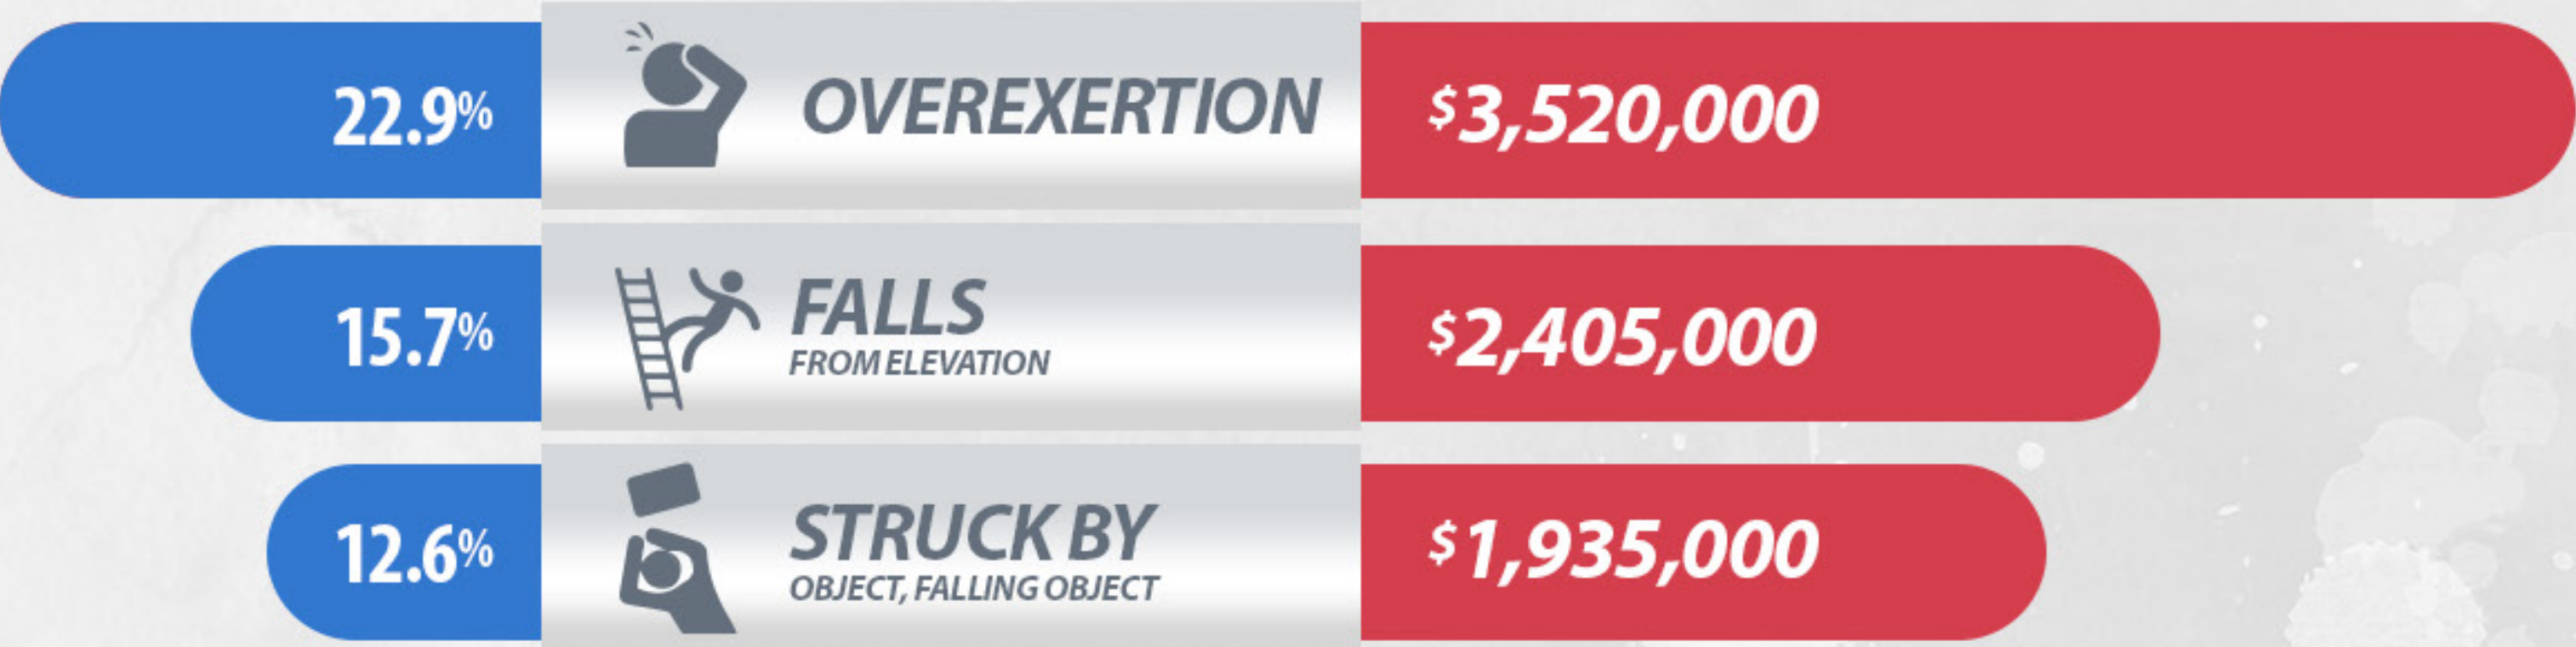 22.9% OVEREXERTION $3,520,000
15.7% FALLS $2,405,000
FROM ELEVATION
12.6% STRUCK BY $1,935,000
OBJECT, FALLING OBJECT